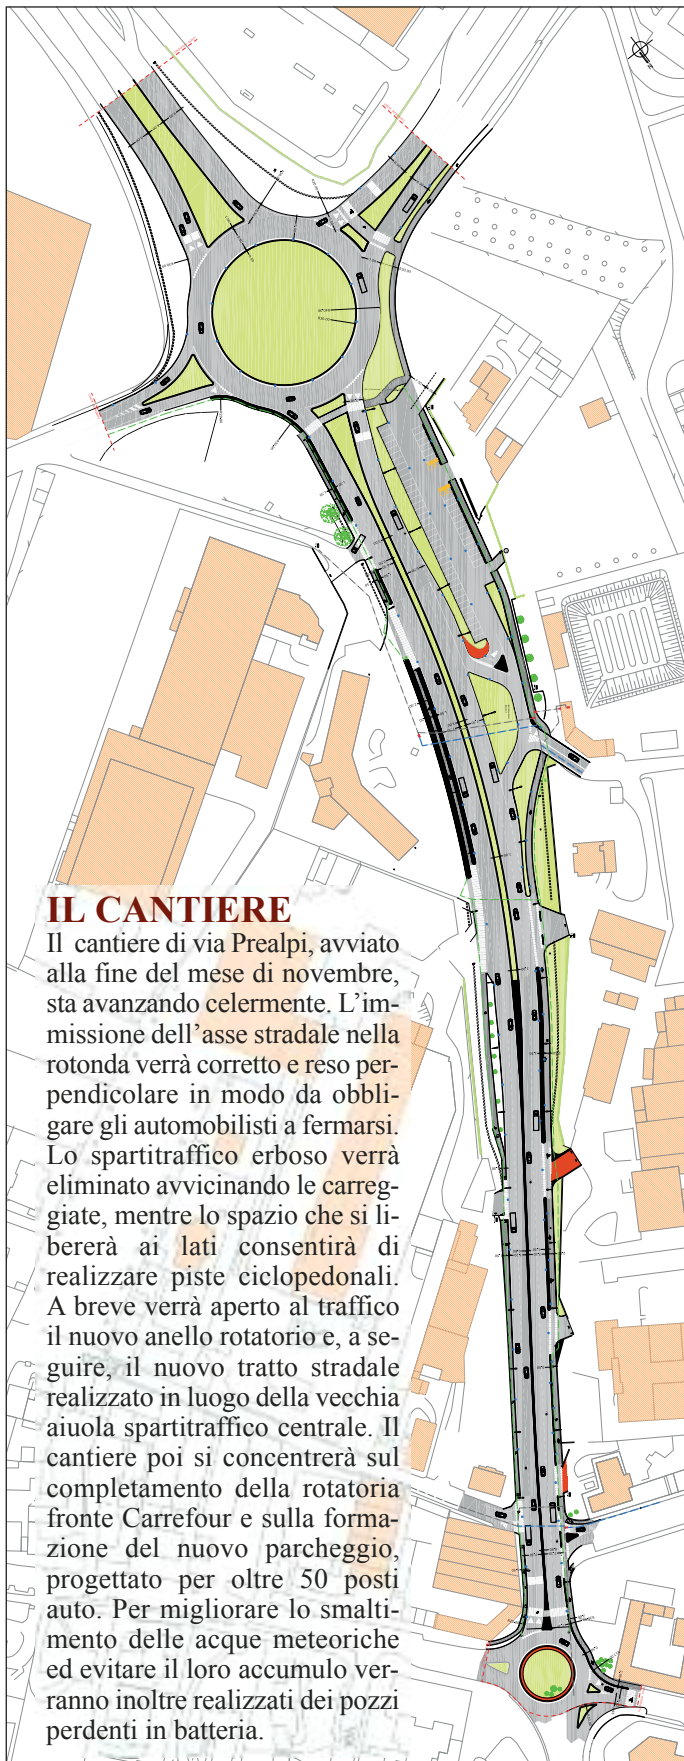 IL CANTIERE
Il cantiere di via Prealpi, avviato
alla fine del mese di novembre,
sta avanzando celermente. L’im-
missione dell’asse stradale nella
rotonda verrà corretto e reso per-
pendicolare in modo da obbli-
gare gli automobilisti a fermarsi.
Lo spartitraffico erboso verrà
eliminato avvicinando le carreg-
giate, mentre lo spazio che si li-
bererà ai lati consentirà di
realizzare piste ciclopedonali.
A breve verrà aperto al traffico
il nuovo anello rotatorio e, a se-
guire, il nuovo tratto stradale
realizzato in luogo della vecchia
aiuola spartitraffico centrale. Il
cantiere poi si concentrerà sul
completamento della rotatoria
fronte Carrefour e sulla forma-
zione del nuovo parcheggio,
progettato per oltre 50 posti
auto. Per migliorare lo smalti-
mento delle acque meteoriche
ed evitare il loro accumulo ver-
ranno inoltre realizzati dei pozzi
perdenti in batteria.